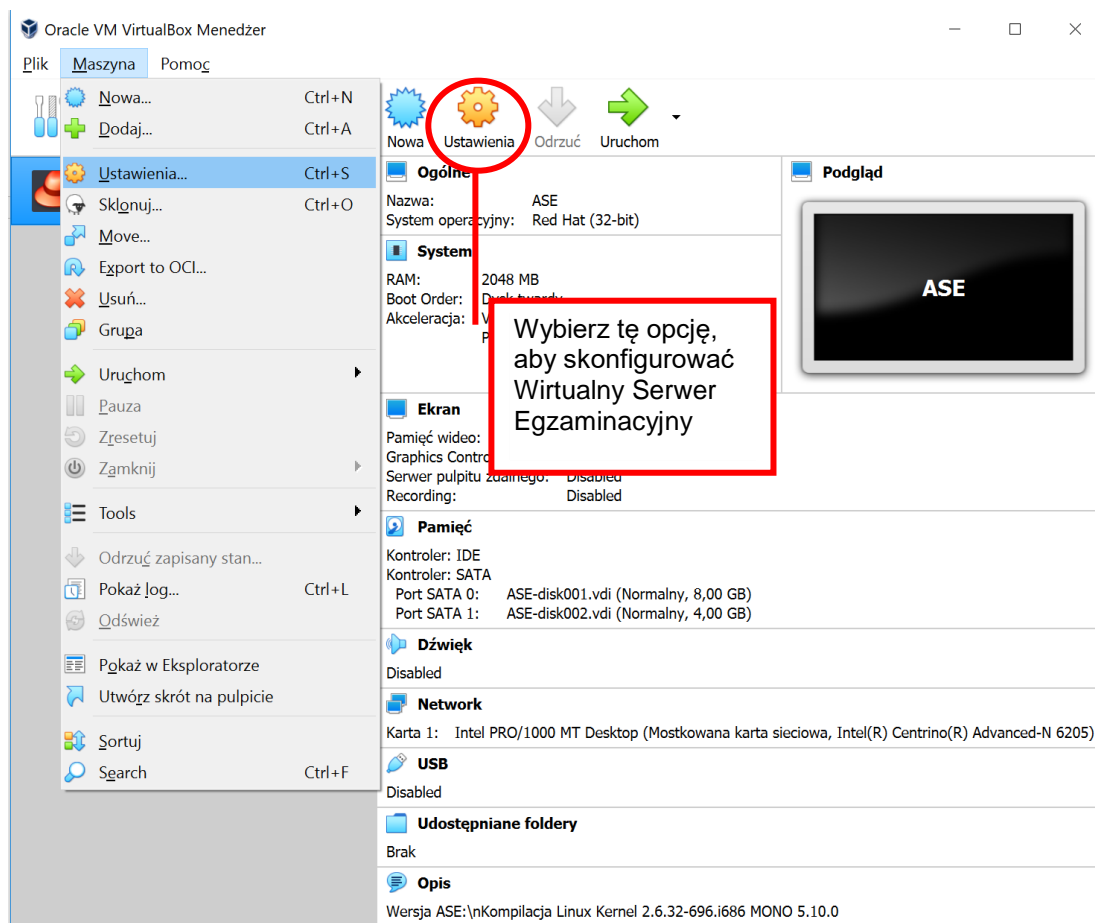 Oracle VM VirtualBox Menedżer
Plik Maszyna Pomoc
Nowa... Ctrl+N
Dodaj... Ctrl+A
Ustawienia... Ctrl+S
Sklonuj... Ctrl+O
Move...
Export to OCI...
Usuń...
Grupa
Uruchom
Pauza
Zresetuj
Zamknij
Tools
Odrzuć zapisany stan...
Pokaż log... Ctrl+L
Odśwież
Pokaż w Eksploratorze
Utwórz skrót na pulpicie
Sortuj
Search Ctrl+F
Nowa Ustawienia Odrzuć Uruchom
Ogólne
Nazwa: ASE
System operacyjny: Red Hat (32-bit)
System
RAM: 2048 MB
Boot Order: Dysk twardy
Akceleracja:
Podgląd
ASE
Wybierz tę opcję,
aby skonfigurować
Wirtualny Serwer
Egzaminacyjny
Ekran
Pamięć wideo:
Graphics
Serwer pulpitu zdalnego: Disabled
Recording: Disabled
Pamięć
Kontroler: IDE
Kontroler: SATA
Port SATA 0: ASE-disk001.vdi (Normalny, 8,00 GB)
Port SATA 1: ASE-disk002.vdi (Normalny, 4,00 GB)
Dźwięk
Disabled
Network
Karta 1: Intel PRO/1000 MT Desktop (Mostkowana karta sieciowa, Intel(R) Centrino(R) Advanced-N 6205)
USB
Disabled
Udostępniane foldery
Brak
Opis
Wersja ASE:\nKompilacja Linux Kernel 2.6.32-696.i686 MONO 5.10.0